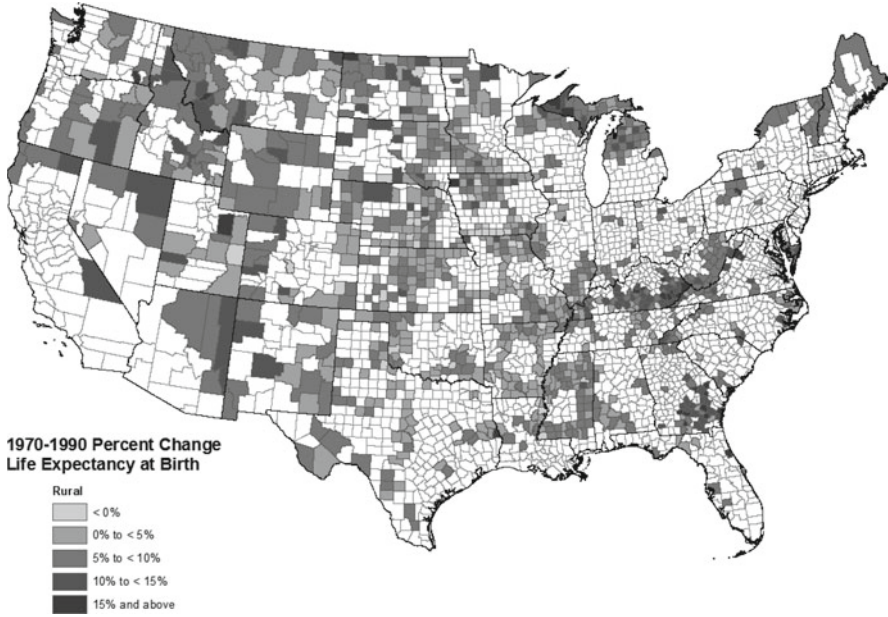 1970-1990 Percent Change
Life Expectancy at Birth
Rural
< 0%
0% to < 5%
5% to < 10%
10% to < 15%
15% and above